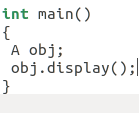 int main()
{
 A obj;
 obj.display();
}